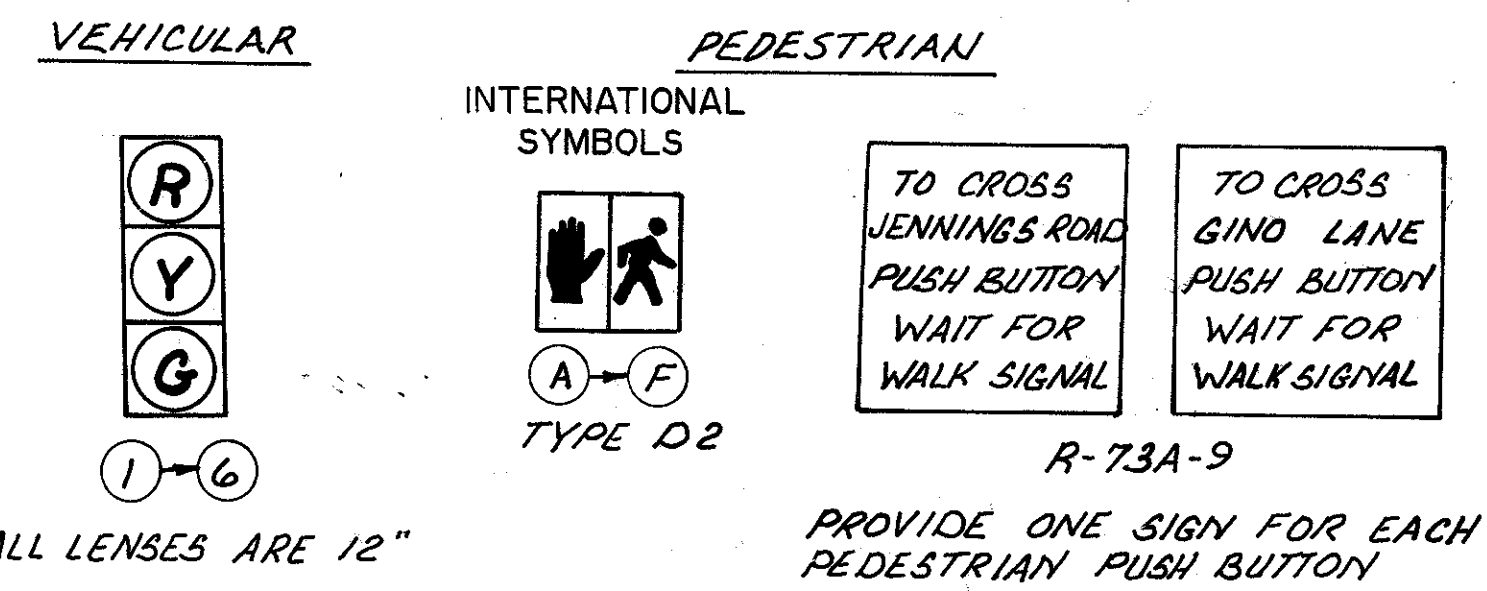 VEHICULAR
R
Y
G
1 6
ALL LENSES ARE 12"
PEDESTRIAN
INTERNATIONAL
SYMBOLS
A F
TYPE D2
TO CROSS
JENNINGS ROAD
PUSH BUTTON
WAIT FOR
WALK SIGNAL
TO CROSS
GINO LANE
PUSH BUTTON
WAIT FOR
WALK SIGNAL
R-73A-9
PROVIDE ONE SIGN FOR EACH
PEDESTRIAN PUSH BUTTON